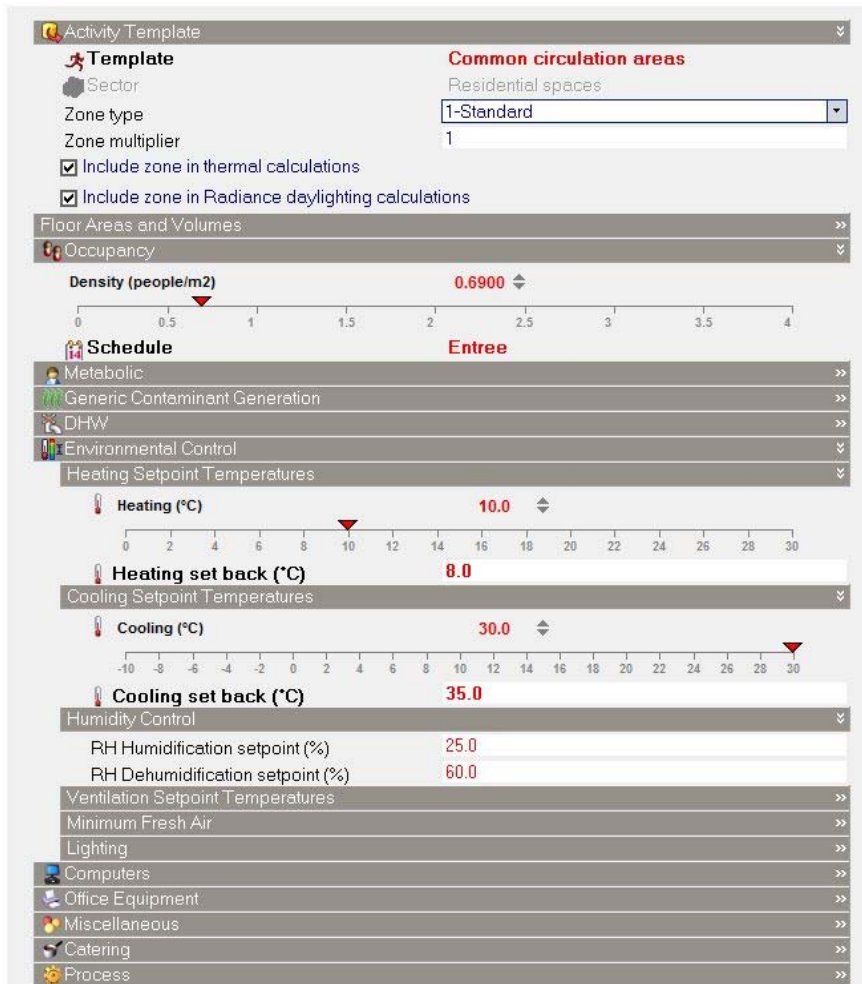 Activity Template
Template Common circulation areas
Sector Residential spaces
Zone type 1-Standard
Zone multiplier 1
Include zone in thermal calculations
Include zone in Radiance daylighting calculations
Floor Areas and Volumes
Occupancy
Density (people/m2) 0.6900
0 0.5 1 1.5 2 2.5 3 3.5 4
14 Schedule Entree
Metabolic
Generic Contaminant Generation
DHW
Environmental Control
Heating Setpoint Temperatures
Heating (°C) 10.0
0 2 4 6 8 10 12 14 16 18 20 22 24 26 28 30
Heating set back (°C) 8.0
Cooling Setpoint Temperatures
Cooling (°C) 30.0
-10 -8 -6 -4 -2 0 2 4 6 8 10 12 14 16 18 20 22 24 26 28 30
Cooling set back (°C) 35.0
Humidity Control
RH Humidification setpoint (%) 25.0
RH Dehumidification setpoint (%) 60.0
Ventilation Setpoint Temperatures
Minimum Fresh Air
Lighting
Computers
Office Equipment
Miscellaneous
Catering
Process